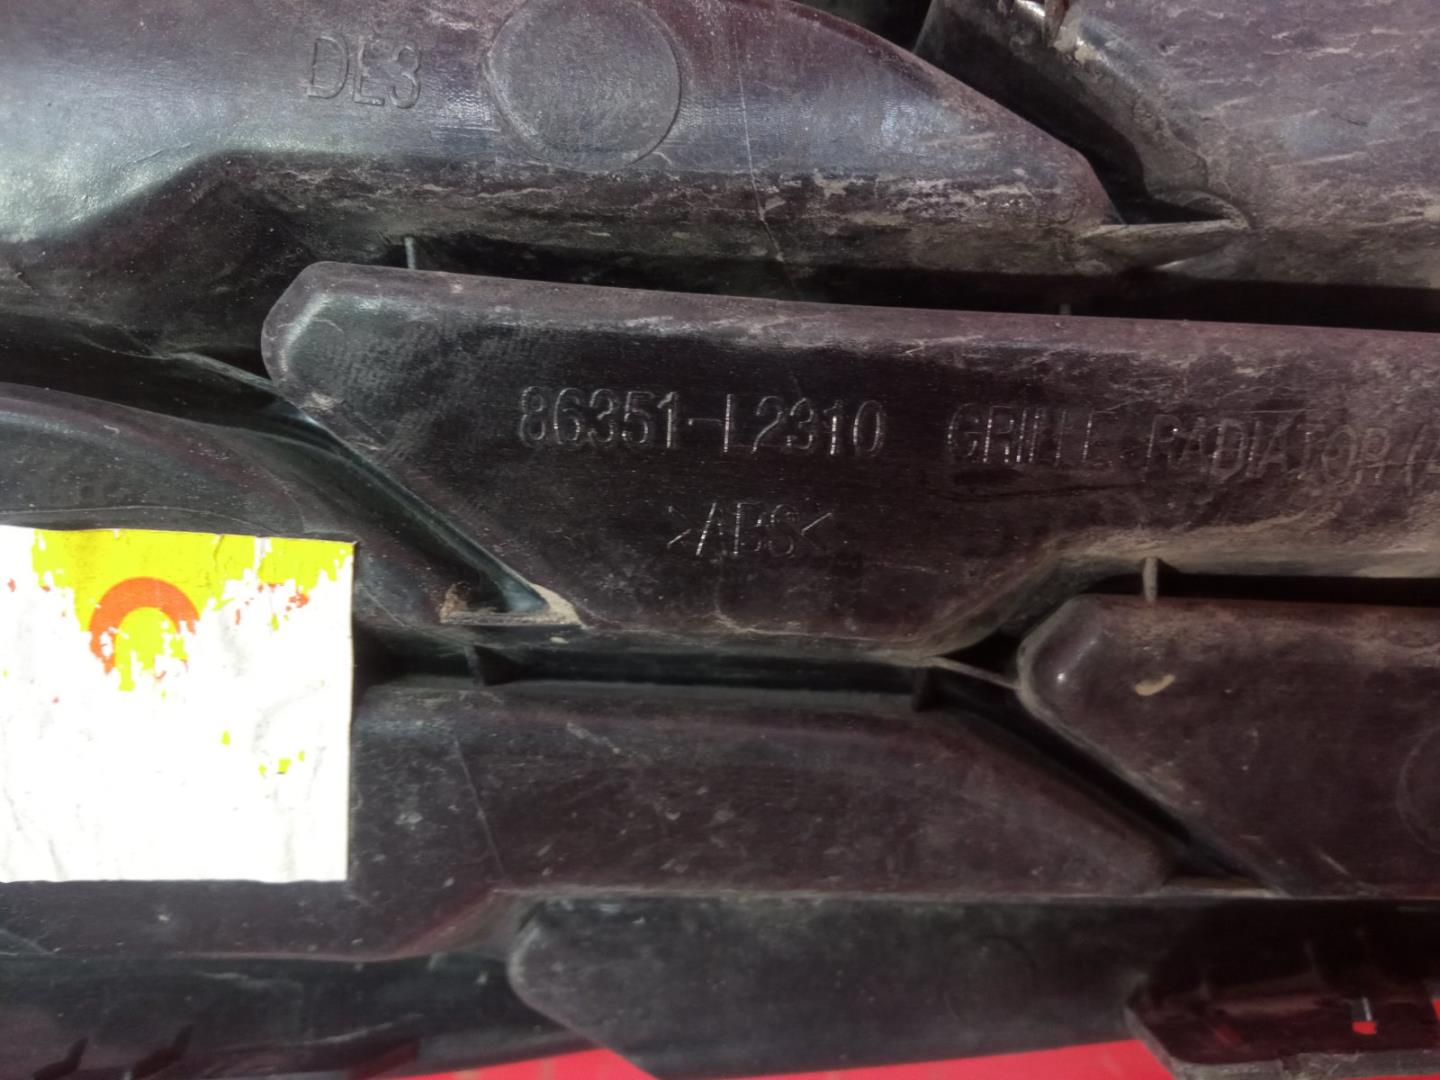 DE3
86351-L2310 GRILLE RADIATOR(
>ABS<